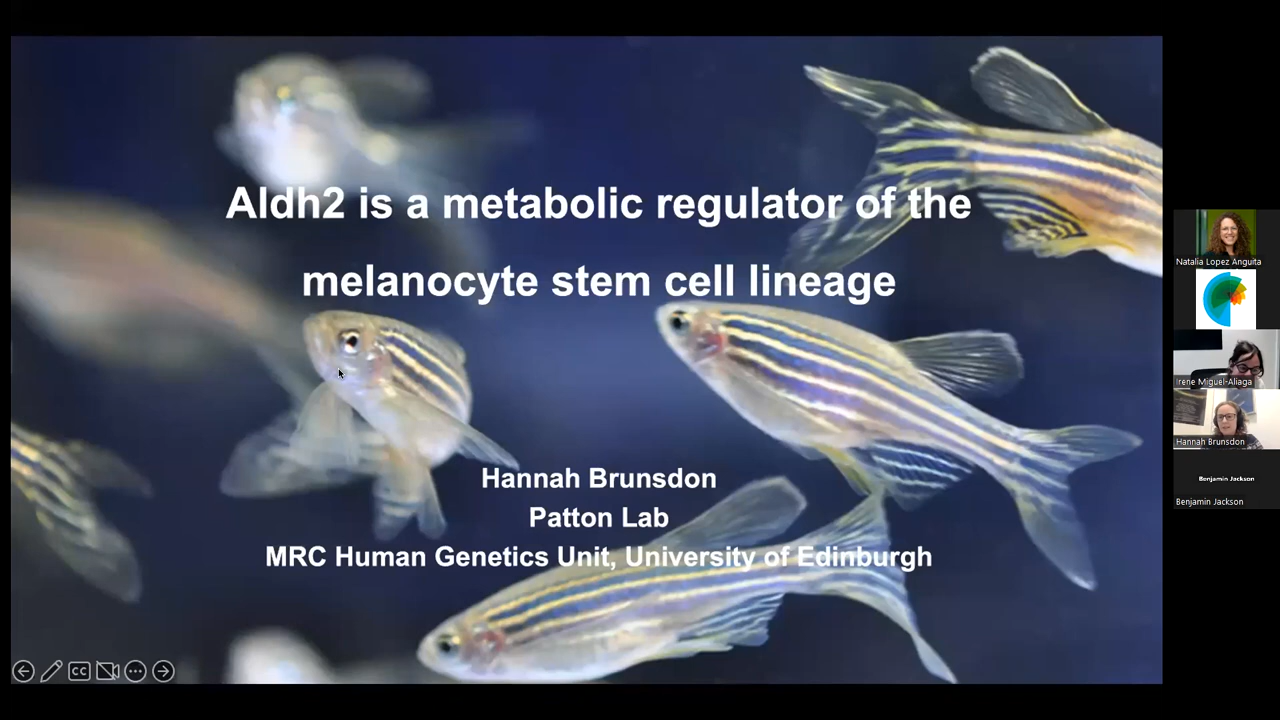 Aldh2 is a metabolic regulator of the
melanocyte stem cell lineage
Hannah Brunsdon
Patton Lab
MRC Human Genetics Unit, University of Edinburgh
CC
Natalia Lopez Anguita
Irene Miguel-Aliaga
Hannah Brunsdon
Benjamin Jackson
Benjamin Jackson